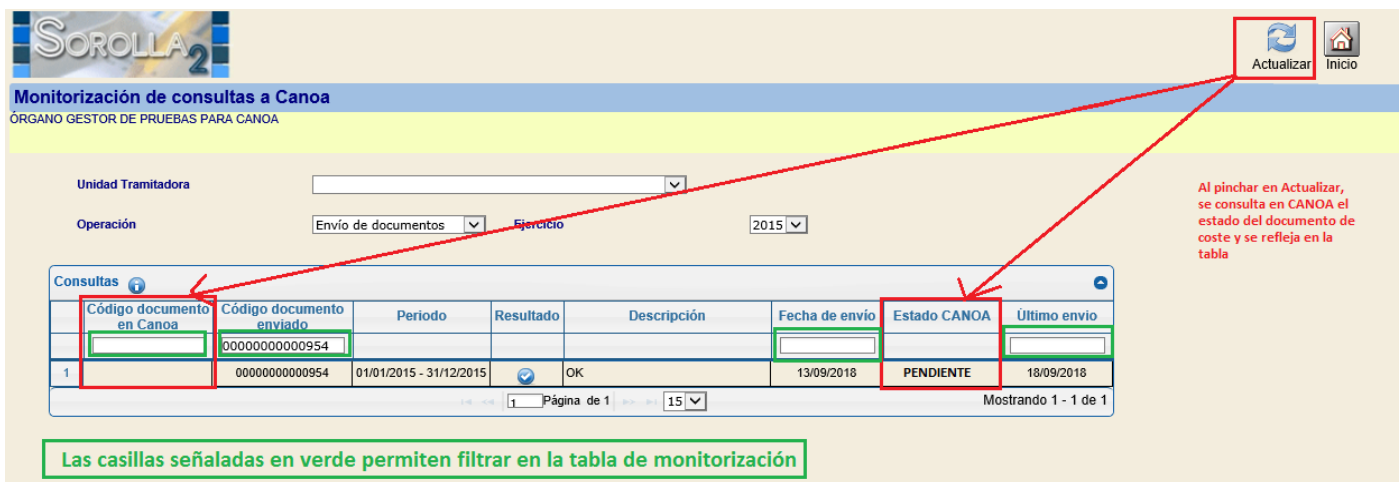 SOROLLA2
Actualizar Inicio
Monitorización de consultas a Canoa
ÓRGANO GESTOR DE PRUEBAS PARA CANOA
Unidad Tramitadora
Operación Envío de documentos Ejercicio 2015
Al pinchar en Actualizar,
se consulta en CANOA el
estado del documento de
coste y se refleja en la
tabla
Consultas
Código documento en Canoa Código documento enviado Periodo Resultado Descripción Fecha de envío Estado CANOA Último envio
00000000000954
1 00000000000954 01/01/2015 - 31/12/2015 OK 13/09/2018 PENDIENTE 18/09/2018
1 Página de 1 15 Mostrando 1 - 1 de 1
Las casillas señaladas en verde permiten filtrar en la tabla de monitorización